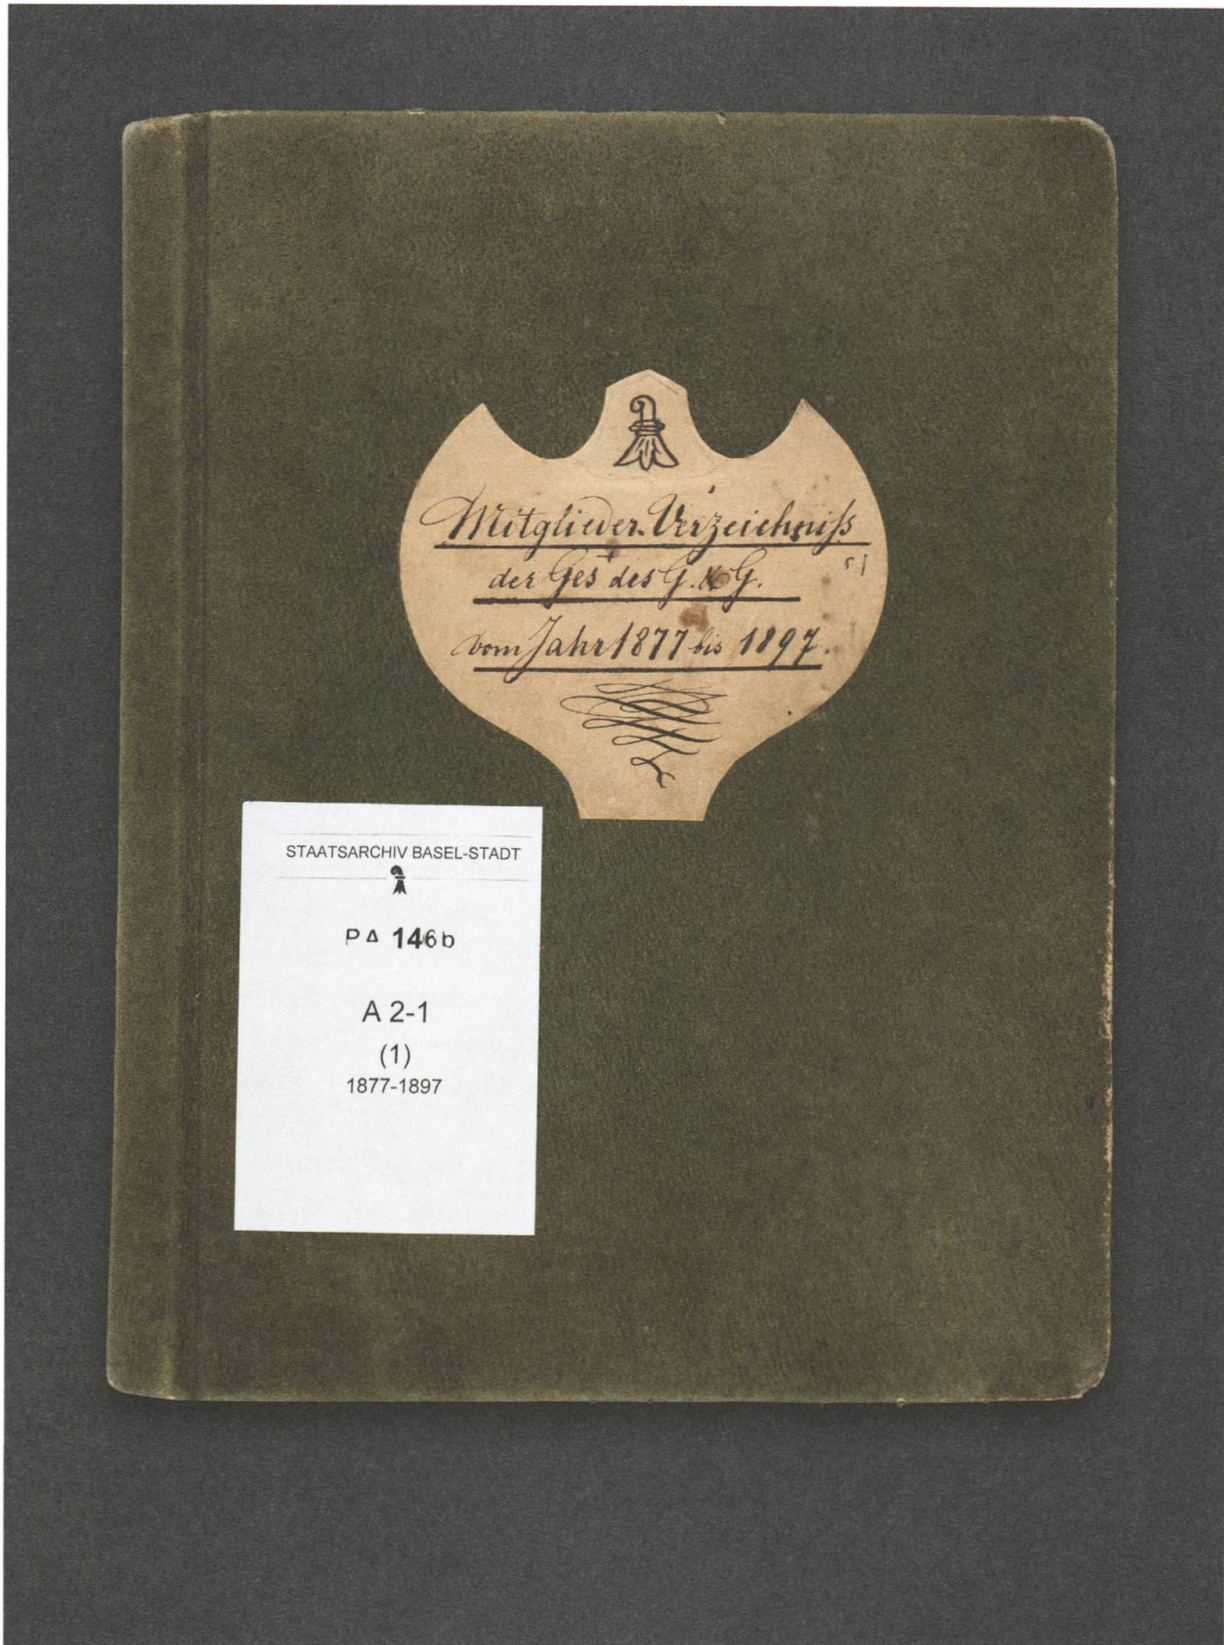 Mitglieder-Verzeichniss
der Ges. des G. & G.
vom Jahr 1877 bis 1897.
STAATSARCHIV BASEL-STADT
PA 146b
A 2-1
(1)
1877-1897